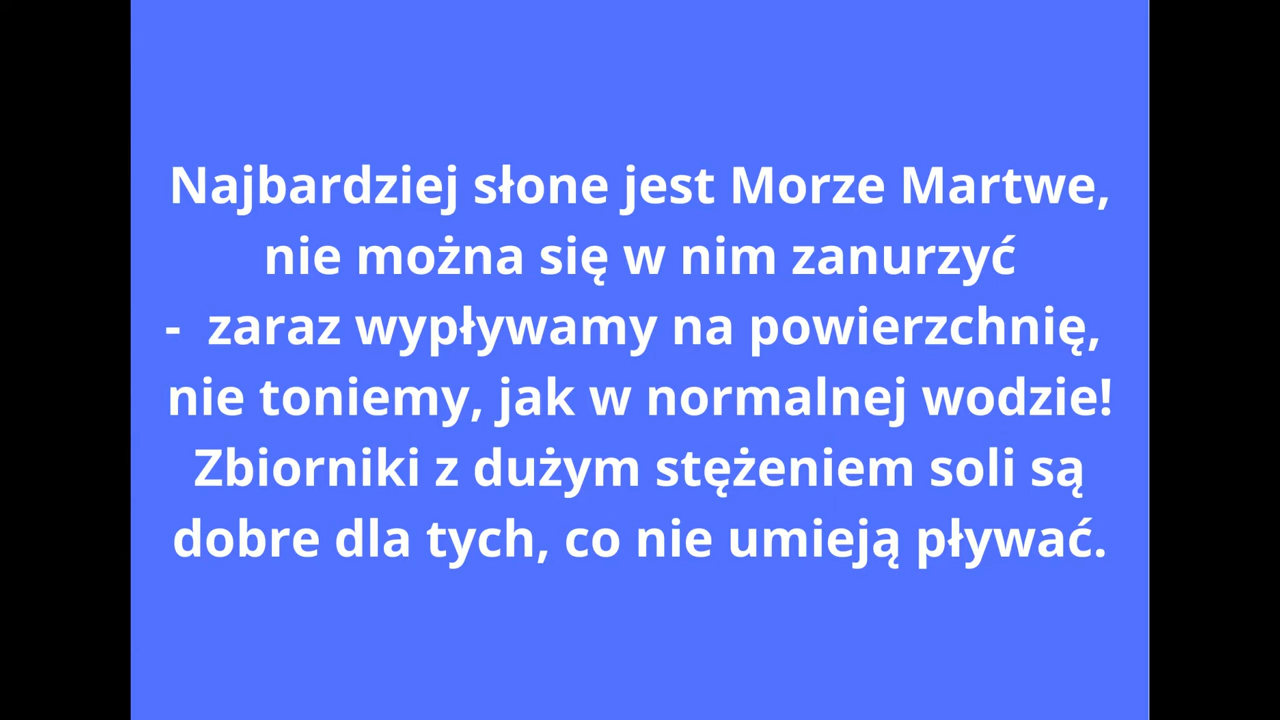 Najbardziej słone jest Morze Martwe,
nie można się w nim zanurzyć
-  zaraz wypływamy na powierzchnię,
nie toniemy, jak w normalnej wodzie!
Zbiorniki z dużym stężeniem soli są
dobre dla tych, co nie umieją pływać.